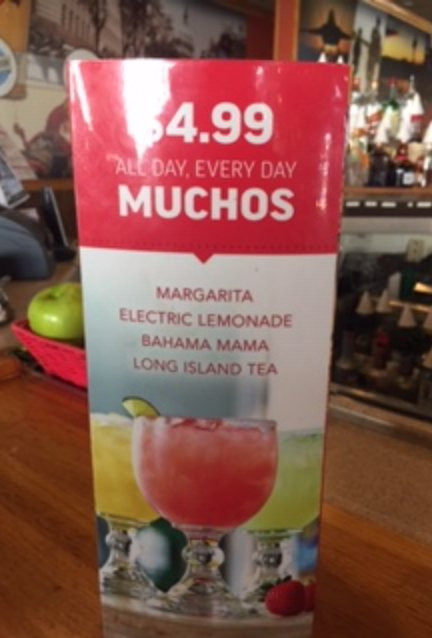 $4.99
ALL DAY, EVERY DAY
MUCHOS
MARGARITA
ELECTRIC LEMONADE
BAHAMA MAMA
LONG ISLAND TEA